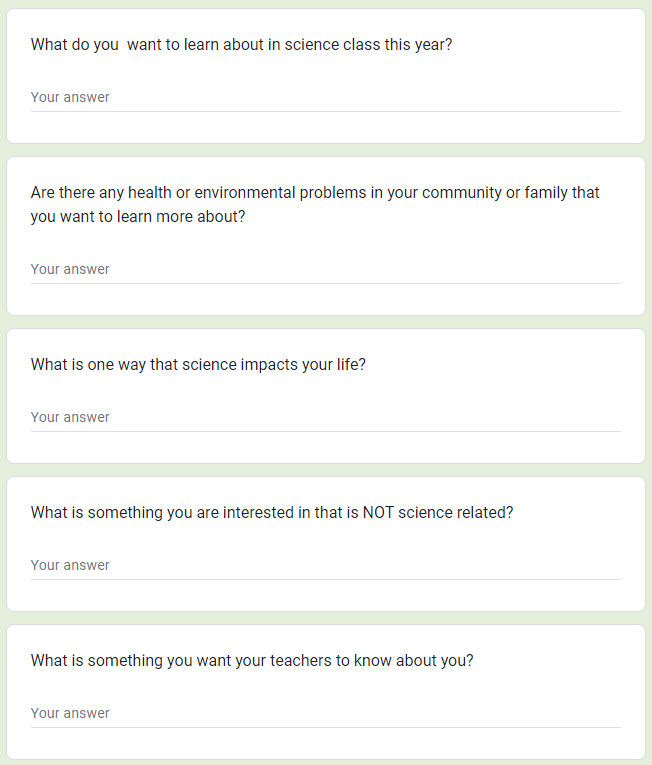 What do you  want to learn about in science class this year?
Your answer
Are there any health or environmental problems in your community or family that
you want to learn more about?
Your answer
What is one way that science impacts your life?
Your answer
What is something you are interested in that is NOT science related?
Your answer
What is something you want your teachers to know about you?
Your answer